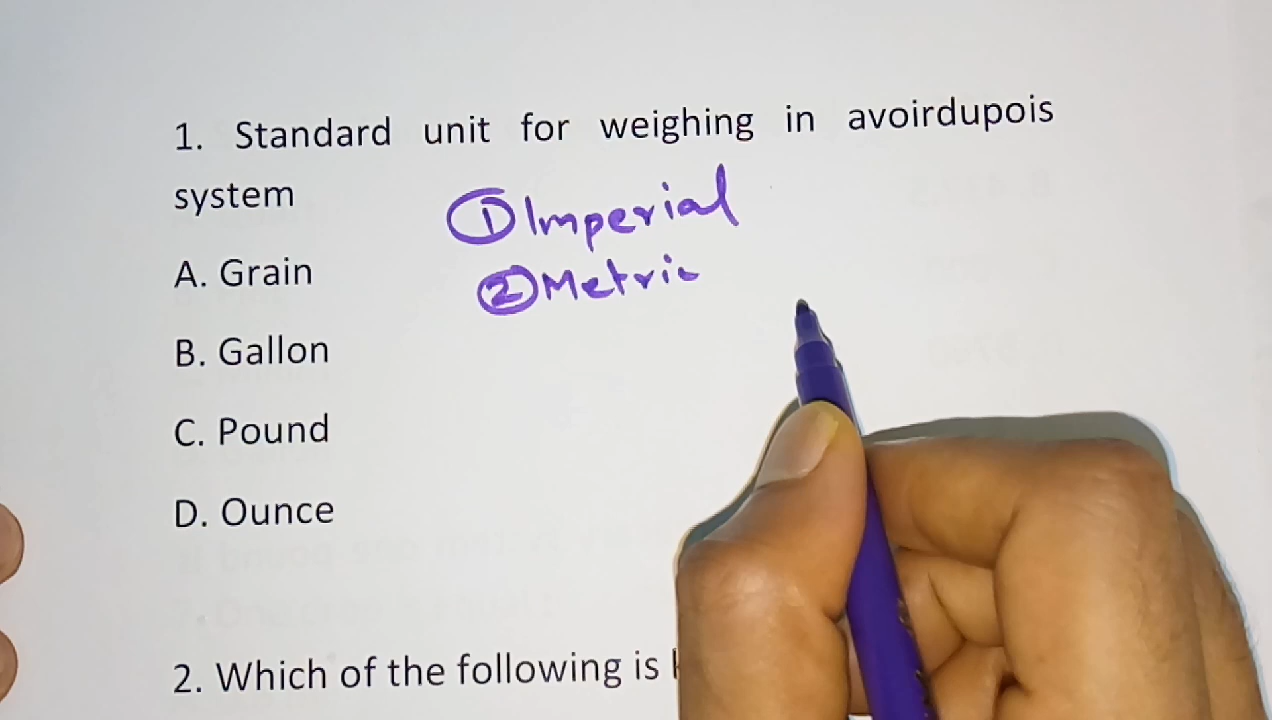 1. Standard unit for weighing in avoirdupois
system
① Imperial
② Metric
A. Grain
B. Gallon
C. Pound
D. Ounce
2. Which of the following is